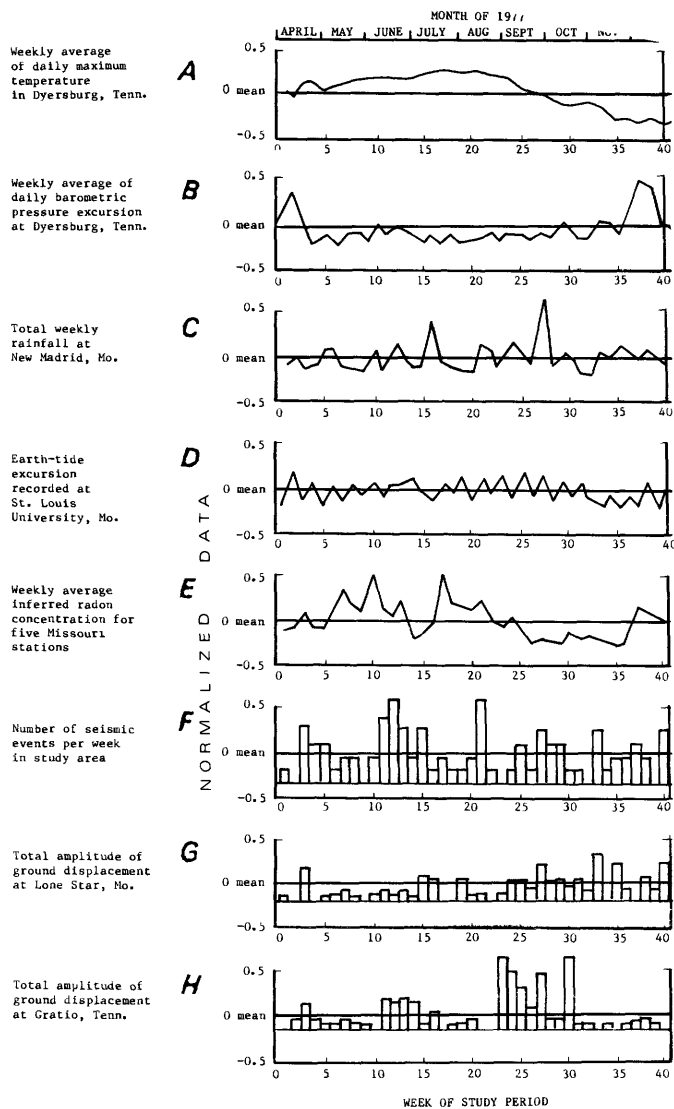 MONTH OF 1977
APRIL MAY JUNE JULY AUG SEPT OCT
Weekly average
of daily maximum
temperature
in Dyersburg, Tenn.
A
0.5
0 mean
-0.5
0 5 10 15 20 25 30 35 40
Weekly average of
daily barometric
pressure excursion
at Dyersburg, Tenn.
B
0.5
0 mean
-0.5
0 5 10 15 20 25 30 35 40
Total weekly
rainfall at
New Madrid, Mo.
C
0.5
0 mean
-0.5
0 5 10 15 20 25 30 35 40
Earth-tide
excursion
recorded at
St. Louis
University, Mo.
D
0.5
0 mean
-0.5
0 5 10 15 20 25 30 35 40
Weekly average
inferred radon
concentration for
five Missouri
stations
E
0.5
0 mean
-0.5
0 5 10 15 20 25 30 35 40
NORMALIZED DATA
Number of seismic
events per week
in study area
F
0.5
0 mean
-0.5
0 5 10 15 20 25 30 35 40
Total amplitude of
ground displacement
at Lone Star, Mo.
G
0.5
0 mean
-0.5
0 5 10 15 20 25 30 35 40
Total amplitude of
ground displacement
at Gratio, Tenn.
H
0.5
0 mean
-0.5
0 5 10 15 20 25 30 35 40
WEEK OF STUDY PERIOD